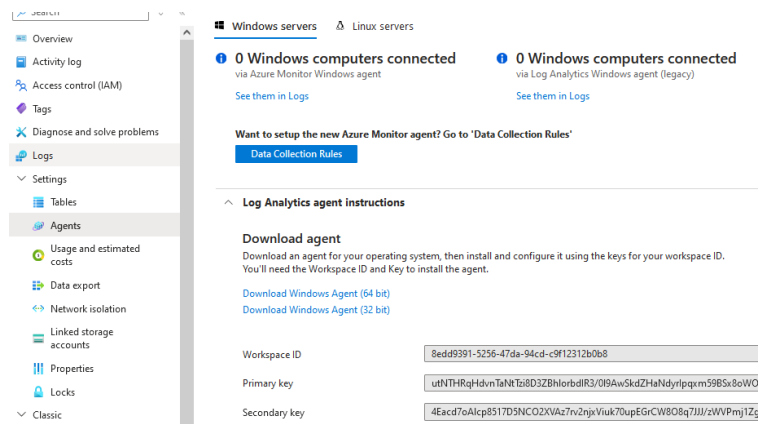 Search
Overview
Activity log
Access control (IAM)
Tags
Diagnose and solve problems
Logs
Settings
Tables
Agents
Usage and estimated
costs
Data export
Network isolation
Linked storage
accounts
Properties
Locks
Classic
Windows servers
Linux servers
0 Windows computers connected
via Azure Monitor Windows agent
See them in Logs
0 Windows computers connected
via Log Analytics Windows agent (legacy)
See them in Logs
Want to setup the new Azure Monitor agent? Go to 'Data Collection Rules'
Data Collection Rules
Log Analytics agent instructions
Download agent
Download an agent for your operating system, then install and configure it using the keys for your workspace ID.
You'll need the Workspace ID and Key to install the agent.
Download Windows Agent (64 bit)
Download Windows Agent (32 bit)
Workspace ID
8edd9391-5256-47da-94cd-c9f12312b0b8
Primary key
Secondary key